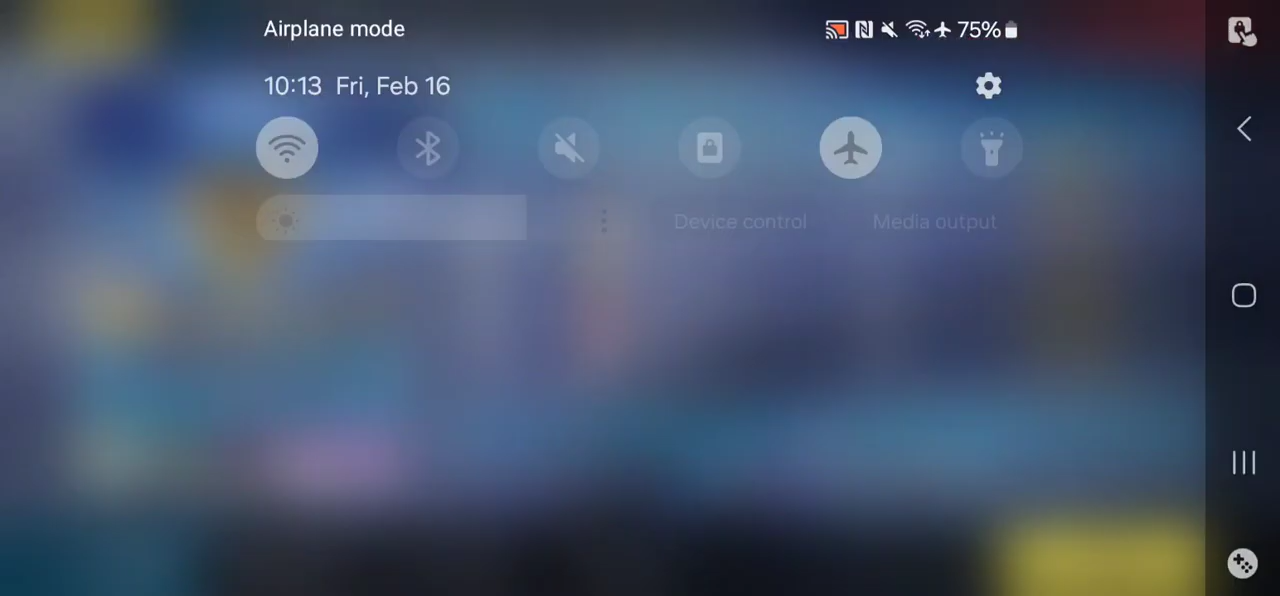 Airplane mode 75%
10:13 Fri, Feb 16
Device control Media output